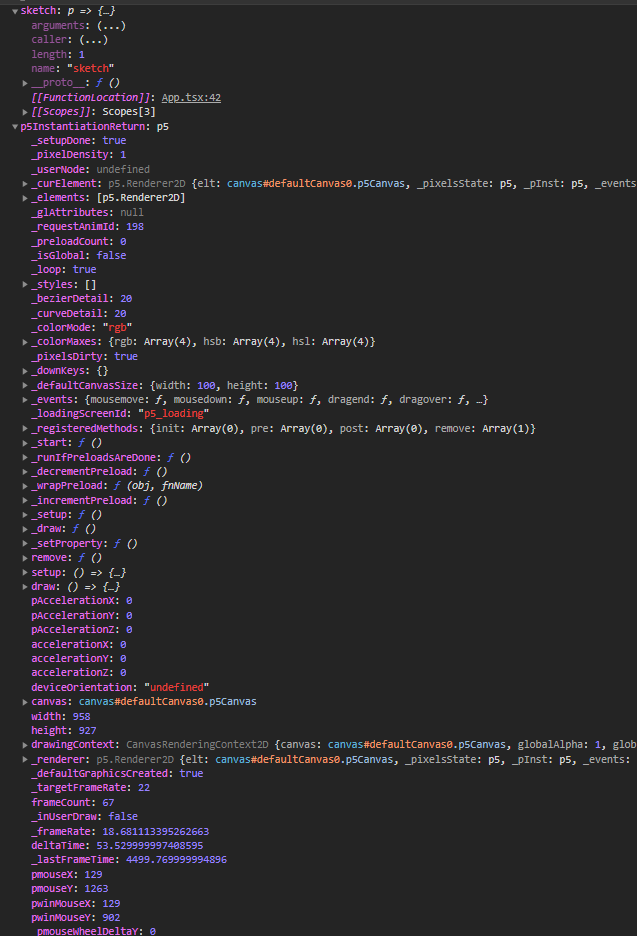 sketch: p => {…}
arguments: (...)
caller: (...)
length: 1
name: "sketch"
__proto__: ƒ ()
[[FunctionLocation]]: App.tsx:42
[[Scopes]]: Scopes[3]
p5InstantiationReturn: p5
_setupDone: true
_pixelDensity: 1
_userNode: undefined
_curElement: p5.Renderer2D {elt: canvas#defaultCanvas0.p5Canvas, _pixelsState: p5, _pInst: p5, _events
_elements: [p5.Renderer2D]
_glAttributes: null
_requestAnimId: 198
_preloadCount: 0
_isGlobal: false
_loop: true
_styles: []
_bezierDetail: 20
_curveDetail: 20
_colorMode: "rgb"
_colorMaxes: {rgb: Array(4), hsb: Array(4), hsl: Array(4)}
_pixelsDirty: true
_downKeys: {}
_defaultCanvasSize: {width: 100, height: 100}
_events: {mousemove: ƒ, mousedown: ƒ, mouseup: ƒ, dragend: ƒ, dragover: ƒ, …}
_loadingScreenId: "p5_loading"
_registeredMethods: {init: Array(0), pre: Array(0), post: Array(0), remove: Array(1)}
_start: ƒ ()
_runIfPreloadsAreDone: ƒ ()
_decrementPreload: ƒ ()
_wrapPreload: ƒ (obj, fnName)
_incrementPreload: ƒ ()
_setup: ƒ ()
_draw: ƒ ()
_setProperty: ƒ ()
remove: ƒ ()
setup: () => {…}
draw: () => {…}
pAccelerationX: 0
pAccelerationY: 0
pAccelerationZ: 0
accelerationX: 0
accelerationY: 0
accelerationZ: 0
deviceOrientation: "undefined"
canvas: canvas#defaultCanvas0.p5Canvas
width: 958
height: 927
drawingContext: CanvasRenderingContext2D {canvas: canvas#defaultCanvas0.p5Canvas, globalAlpha: 1, glob
_renderer: p5.Renderer2D {elt: canvas#defaultCanvas0.p5Canvas, _pixelsState: p5, _pInst: p5, _events:
_defaultGraphicsCreated: true
_targetFrameRate: 22
frameCount: 67
_inUserDraw: false
_frameRate: 18.681113395262663
deltaTime: 53.529999997408595
_lastFrameTime: 4499.769999994896
pmouseX: 129
pmouseY: 1263
pwinMouseX: 129
pwinMouseY: 902
_pmouseWheelDeltaY: 0